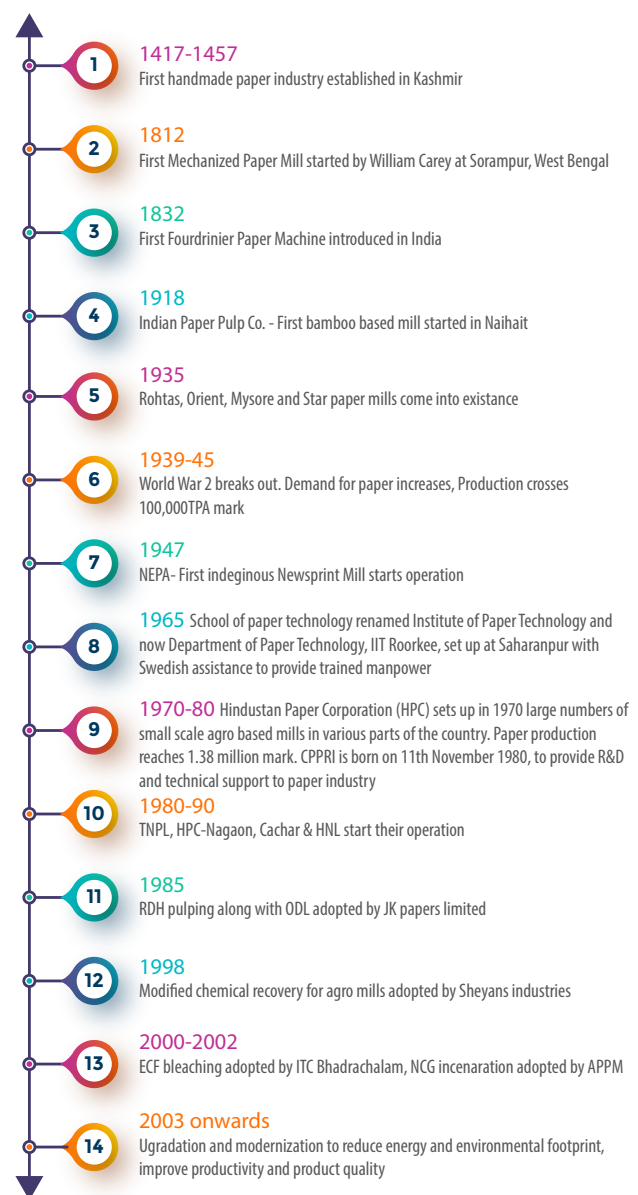 1
1417-1457
First handmade paper industry established in Kashmir
2
1812
First Mechanized Paper Mill started by William Carey at Sorampur, West Bengal
3
1832
First Fourdrinier Paper Machine introduced in India
4
1918
Indian Paper Pulp Co. - First bamboo based mill started in Naihait
5
1935
Rohtas, Orient, Mysore and Star paper mills come into existance
6
1939-45
World War 2 breaks out. Demand for paper increases, Production crosses
100,000TPA mark
7
1947
NEPA- First indeginous Newsprint Mill starts operation
8
1965 School of paper technology renamed Institute of Paper Technology and
now Department of Paper Technology, IIT Roorkee, set up at Saharanpur with
Swedish assistance to provide trained manpower
9
1970-80 Hindustan Paper Corporation (HPC) sets up in 1970 large numbers of
small scale agro based mills in various parts of the country. Paper production
reaches 1.38 million mark. CPPRI is born on 11th November 1980, to provide R&D
and technical support to paper industry
10
1980-90
TNPL, HPC-Nagaon, Cachar & HNL start their operation
11
1985
RDH pulping along with ODL adopted by JK papers limited
12
1998
Modified chemical recovery for agro mills adopted by Sheyans industries
13
2000-2002
ECF bleaching adopted by ITC Bhadrachalam, NCG incenaration adopted by APPM
14
2003 onwards
Ugradation and modernization to reduce energy and environmental footprint,
improve productivity and product quality